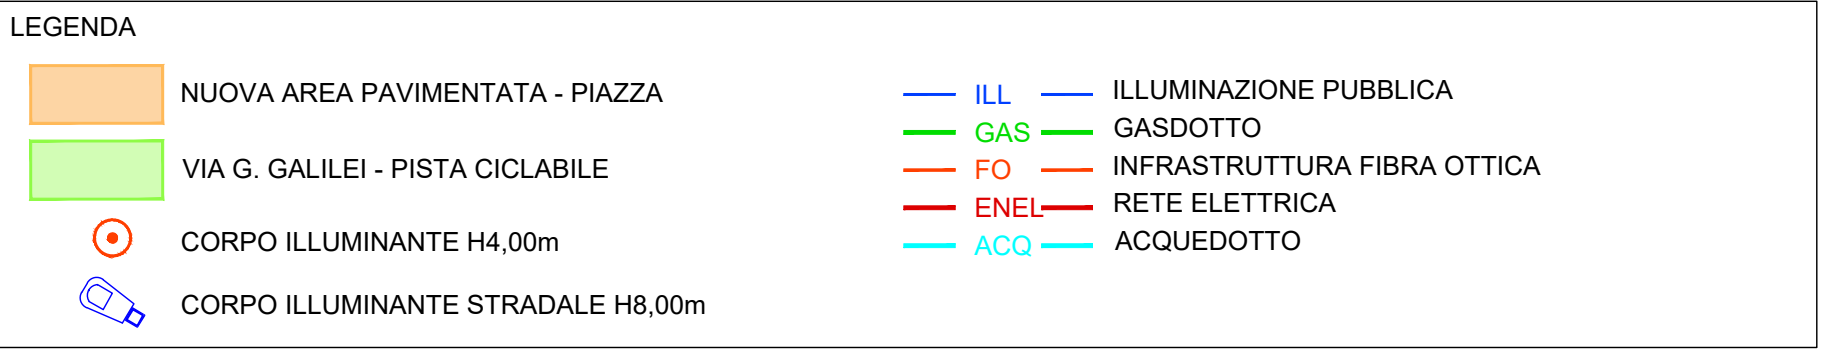 LEGENDA
NUOVA AREA PAVIMENTATA - PIAZZA
VIA G. GALILEI - PISTA CICLABILE
CORPO ILLUMINANTE H4,00m
CORPO ILLUMINANTE STRADALE H8,00m
ILL ILLUMINAZIONE PUBBLICA
GAS GASDOTTO
FO INFRASTRUTTURA FIBRA OTTICA
ENEL RETE ELETTRICA
ACQ ACQUEDOTTO